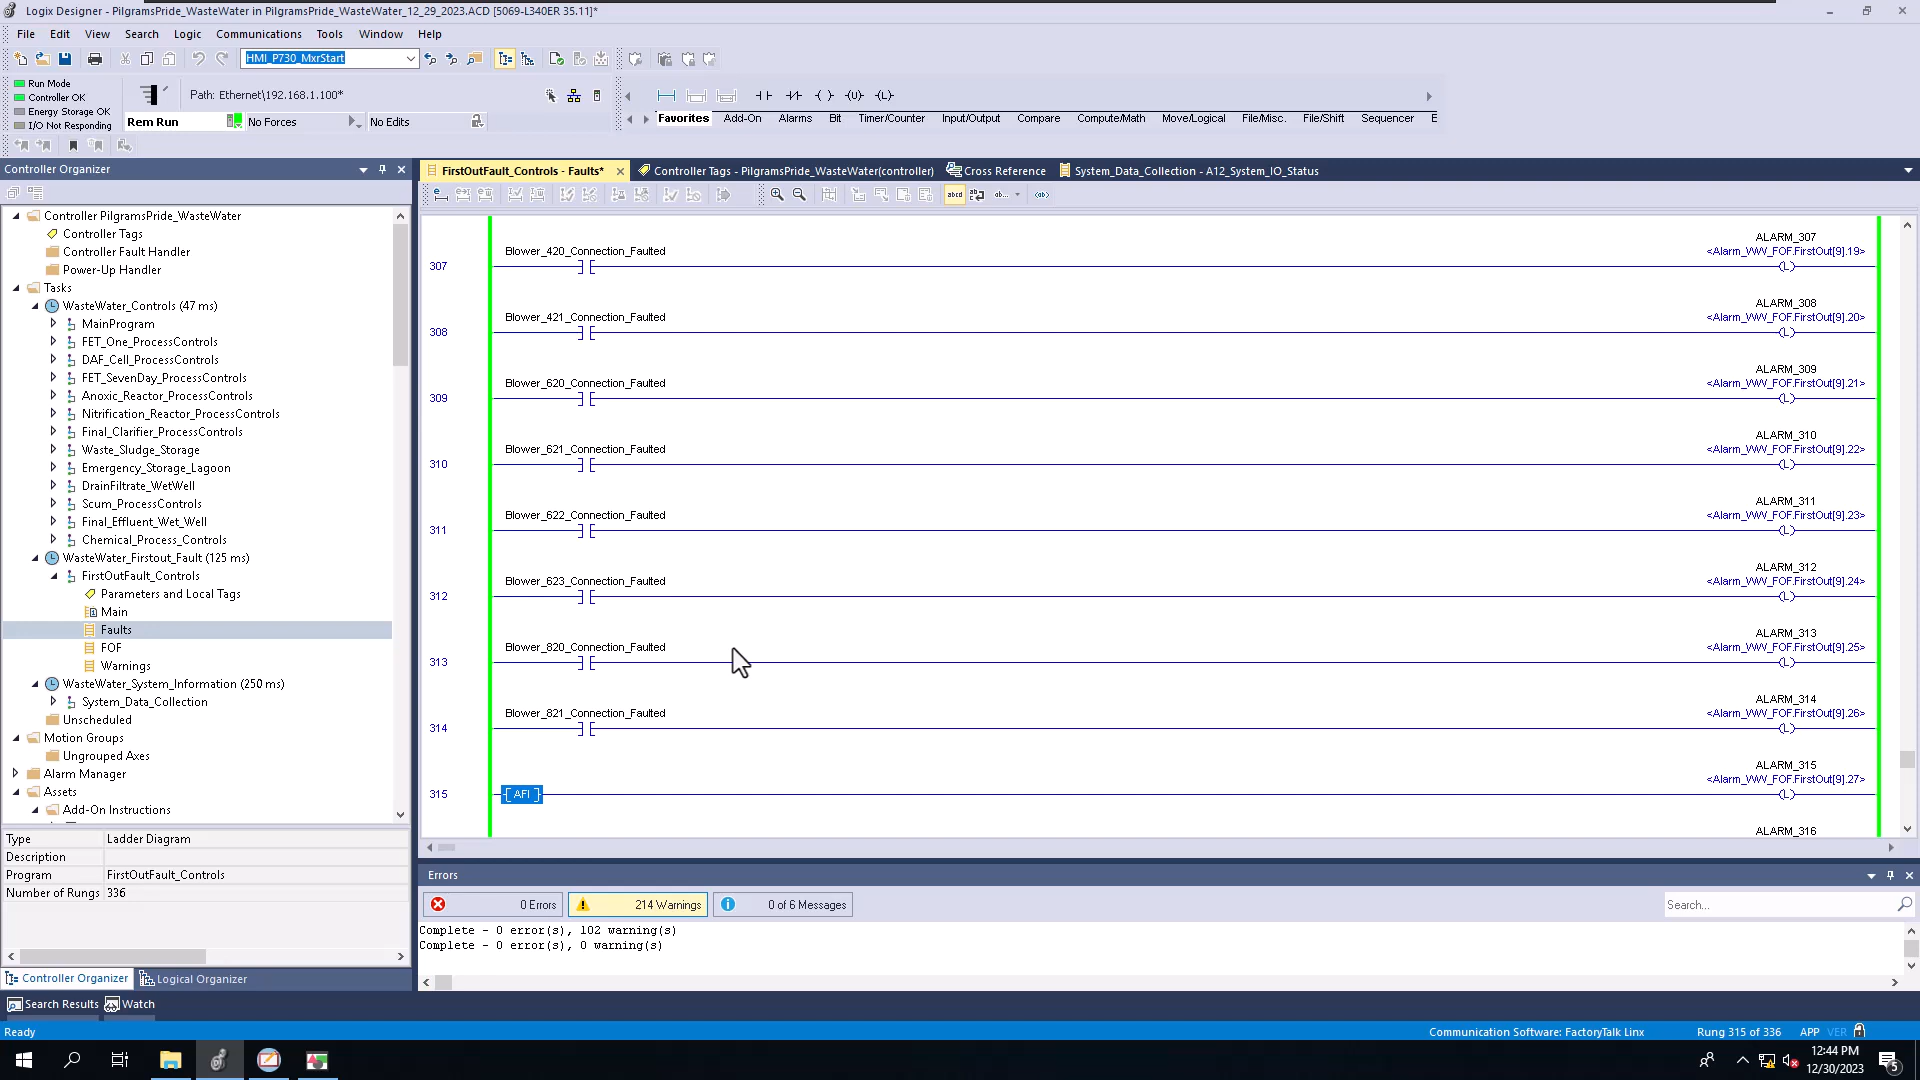 Logix Designer - PilgramsPride_WasteWater in PilgramsPride_WasteWater_12_29_2023.ACD [5069-L340ER 35.11]*
File Edit View Search Logic Communications Tools Window Help
HMI_P730_MxrStart
Run Mode
Controller OK
Energy Storage OK
I/O Not Responding
Path: Ethernet\192.168.1.100*
Rem Run No Forces No Edits
Favorites Add-On Alarms Bit Timer/Counter Input/Output Compare Compute/Math Move/Logical File/Misc. File/Shift Sequencer E
Controller Organizer
FirstOutFault_Controls - Faults* Controller Tags - PilgramsPride_WasteWater(controller) Cross Reference System_Data_Collection - A12_System_IO_Status
Controller PilgramsPride_WasteWater
Controller Tags
Controller Fault Handler
Power-Up Handler
Tasks
WasteWater_Controls (47 ms)
MainProgram
FET_One_ProcessControls
DAF_Cell_ProcessControls
FET_SevenDay_ProcessControls
Anoxic_Reactor_ProcessControls
Nitrification_Reactor_ProcessControls
Final_Clarifier_ProcessControls
Waste_Sludge_Storage
Emergency_Storage_Lagoon
DrainFiltrate_WetWell
Scum_ProcessControls
Final_Effluent_Wet_Well
Chemical_Process_Controls
WasteWater_Firstout_Fault (125 ms)
FirstOutFault_Controls
Parameters and Local Tags
Main
Faults
FOF
Warnings
WasteWater_System_Information (250 ms)
System_Data_Collection
Unscheduled
Motion Groups
Ungrouped Axes
Alarm Manager
Assets
Add-On Instructions
Type Ladder Diagram
Description
Program FirstOutFault_Controls
Number of Rungs 336
Controller Organizer Logical Organizer
ALARM_307
Blower_420_Connection_Faulted <Alarm_WW_FOF.FirstOut[9].19>
307 (L)
ALARM_308
Blower_421_Connection_Faulted <Alarm_WW_FOF.FirstOut[9].20>
308 (L)
ALARM_309
Blower_620_Connection_Faulted <Alarm_WW_FOF.FirstOut[9].21>
309 (L)
ALARM_310
Blower_621_Connection_Faulted <Alarm_WW_FOF.FirstOut[9].22>
310 (L)
ALARM_311
Blower_622_Connection_Faulted <Alarm_WW_FOF.FirstOut[9].23>
311 (L)
ALARM_312
Blower_623_Connection_Faulted <Alarm_WW_FOF.FirstOut[9].24>
312 (L)
ALARM_313
Blower_820_Connection_Faulted <Alarm_WW_FOF.FirstOut[9].25>
313 (L)
ALARM_314
Blower_821_Connection_Faulted <Alarm_WW_FOF.FirstOut[9].26>
314 (L)
ALARM_315
<Alarm_WW_FOF.FirstOut[9].27>
315 [ AFI ] (L)
ALARM_316
Errors
0 Errors 214 Warnings 0 of 6 Messages Search...
Complete - 0 error(s), 102 warning(s)
Complete - 0 error(s), 0 warning(s)
Search Results Watch
Ready Communication Software: FactoryTalk Linx Rung 315 of 336 APP VER
12:44 PM
12/30/2023
5